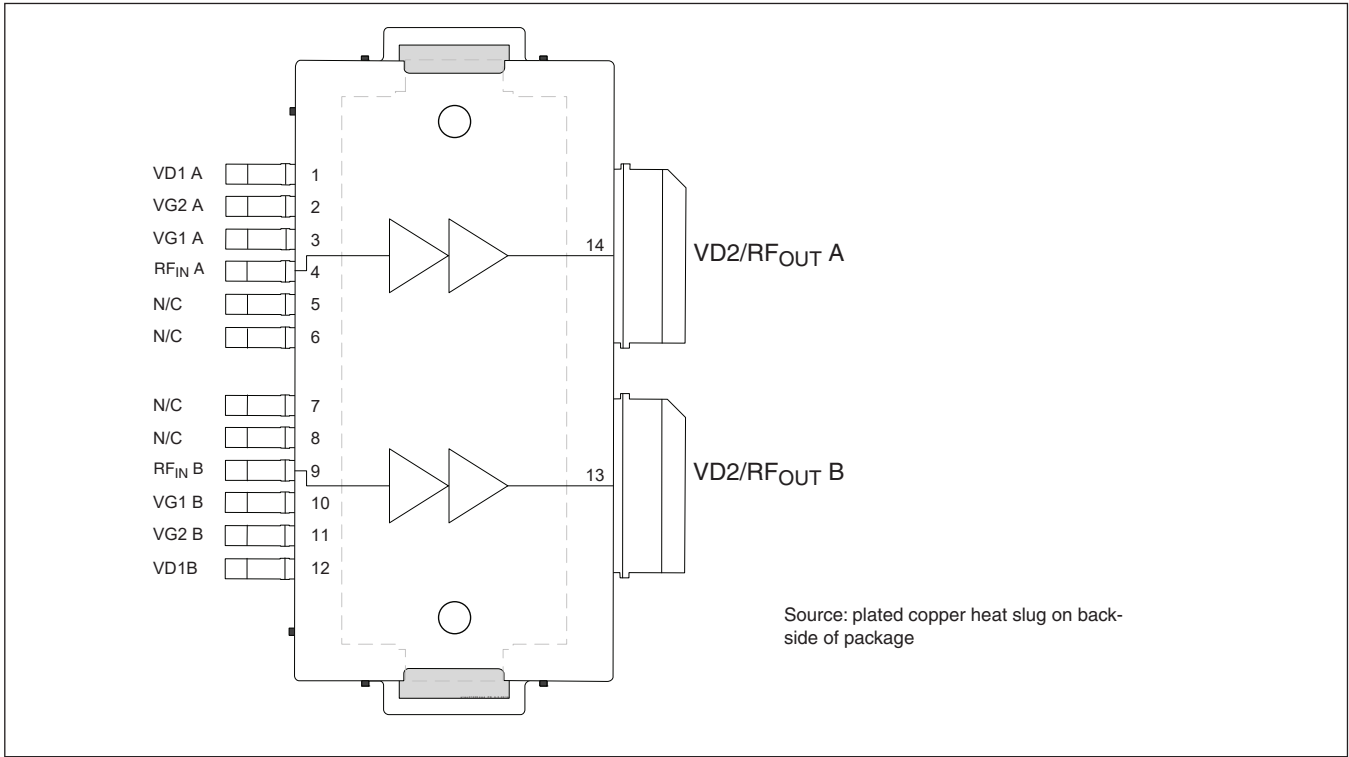 VD1 A 1
VG2 A 2
VG1 A 3
RFIN A 4
N/C 5
N/C 6
14 VD2/RFOUT A
N/C 7
N/C 8
RFIN B 9
VG1 B 10
VG2 B 11
VD1B 12
13 VD2/RFOUT B
Source: plated copper heat slug on back-
side of package